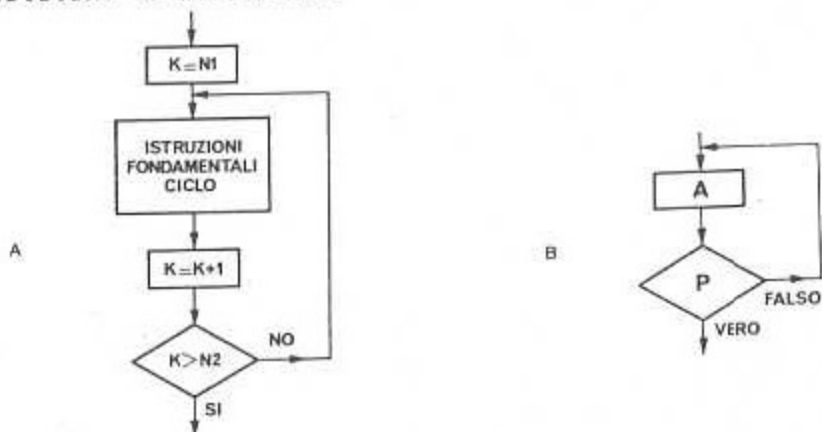 K=N1
ISTRUZIONI
FONDAMENTALI
CICLO
A
K=K+1
K>N2
NO
SI
B
A
P
FALSO
VERO